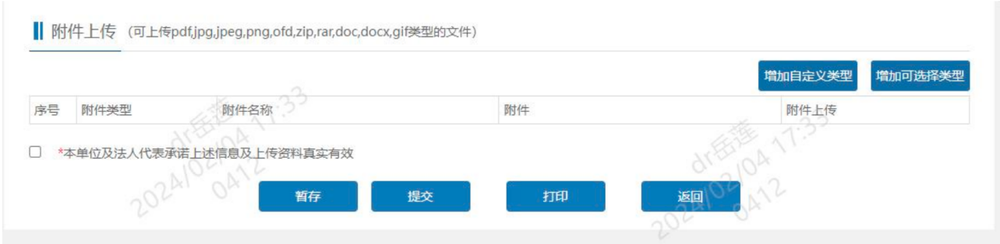 附件上传 (可上传pdf,jpg,jpeg,png,ofd,zip,rar,doc,docx,gif类型的文件)
增加自定义类型 增加可选择类型
序号 附件类型 附件名称 附件 附件上传
*本单位及法人代表承诺上述信息及上传资料真实有效
暂存 提交 打印 返回
dr岳莲
2024/02/04 17:33
0412
dr岳莲
2024/02/04 17:33
0412